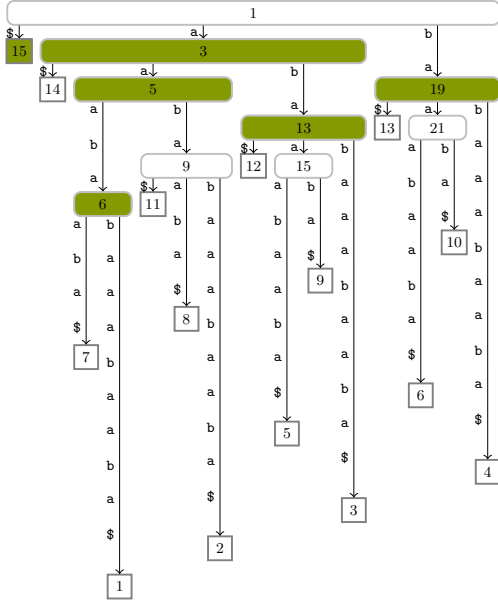 1
$ a b
15 3
$ a b a
14 5 19
a b a $ a b
13 13 21
b a $ a b a b a
9 12 15
a $ a b a b a b a a
6 11
a b b a b a a a $ a
10
b a a a a $ a a b
9
a a $ a a b b a
8
$ a b b a a a
7
b a a a $ b
6
a a $ b a
5
a b a $
4
b a $
3
a $
2
$
1